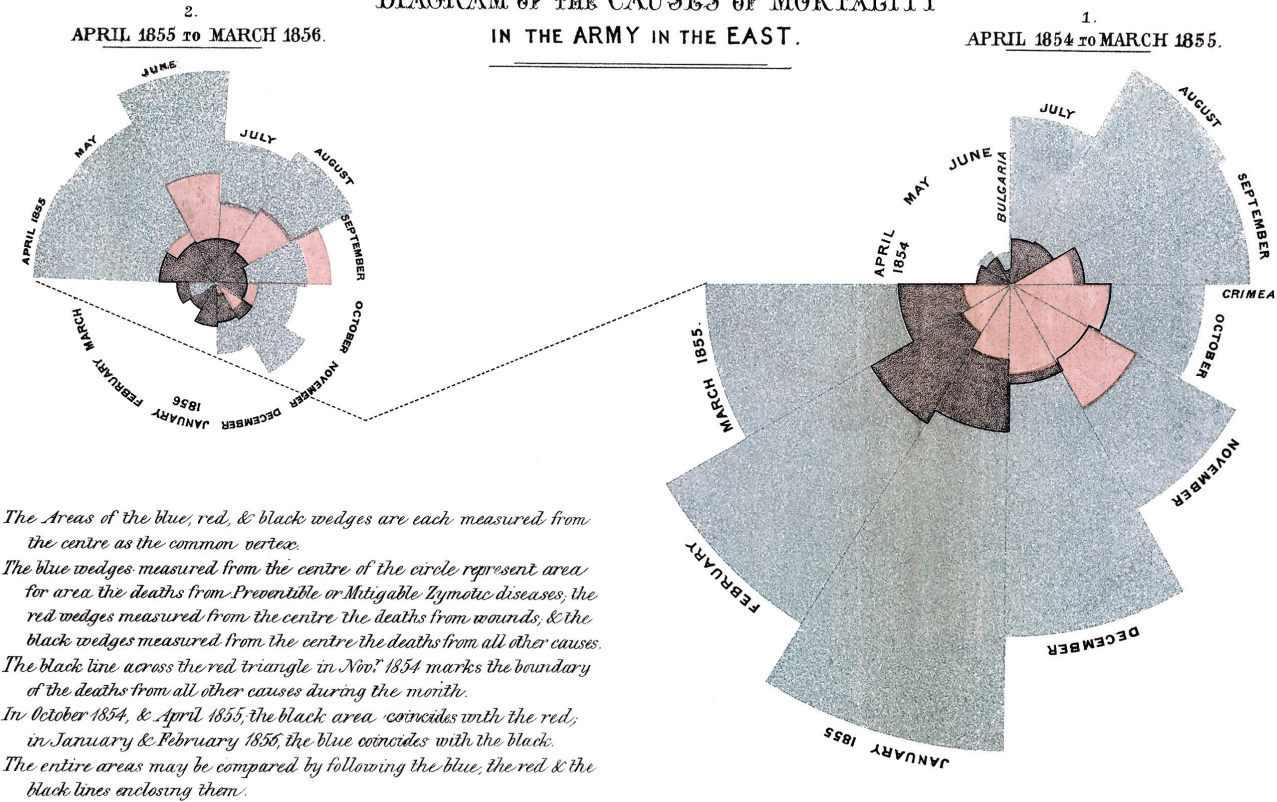 DIAGRAM OF THE CAUSES OF MORTALITY
IN THE ARMY IN THE EAST.
2.
APRIL 1855 TO MARCH 1856.
JUNE
MAY
JULY
AUGUST
APRIL 1855
SEPTEMBER
OCTOBER
NOVEMBER
DECEMBER
JANUARY 1856
FEBRUARY
MARCH
1.
APRIL 1854 TO MARCH 1855.
JULY
AUGUST
JUNE
BULGARIA
MAY
SEPTEMBER
APRIL 1854
CRIMEA
OCTOBER
MARCH 1855.
NOVEMBER
FEBRUARY
DECEMBER
JANUARY 1855
The Areas of the blue, red, & black wedges are each measured from
the centre as the common vertex.
The blue wedges measured from the centre of the circle represent area
for area the deaths from Preventible or Mitigable Zymotic diseases; the
red wedges measured from the centre the deaths from wounds; & the
black wedges measured from the centre the deaths from all other causes.
The black line across the red triangle in Nov.r 1854 marks the boundary
of the deaths from all other causes during the month.
In October 1854, & April 1855, the black area coincides with the red;
in January & February 1856, the blue coincides with the black.
The entire areas may be compared by following the blue, the red & the
black lines enclosing them.